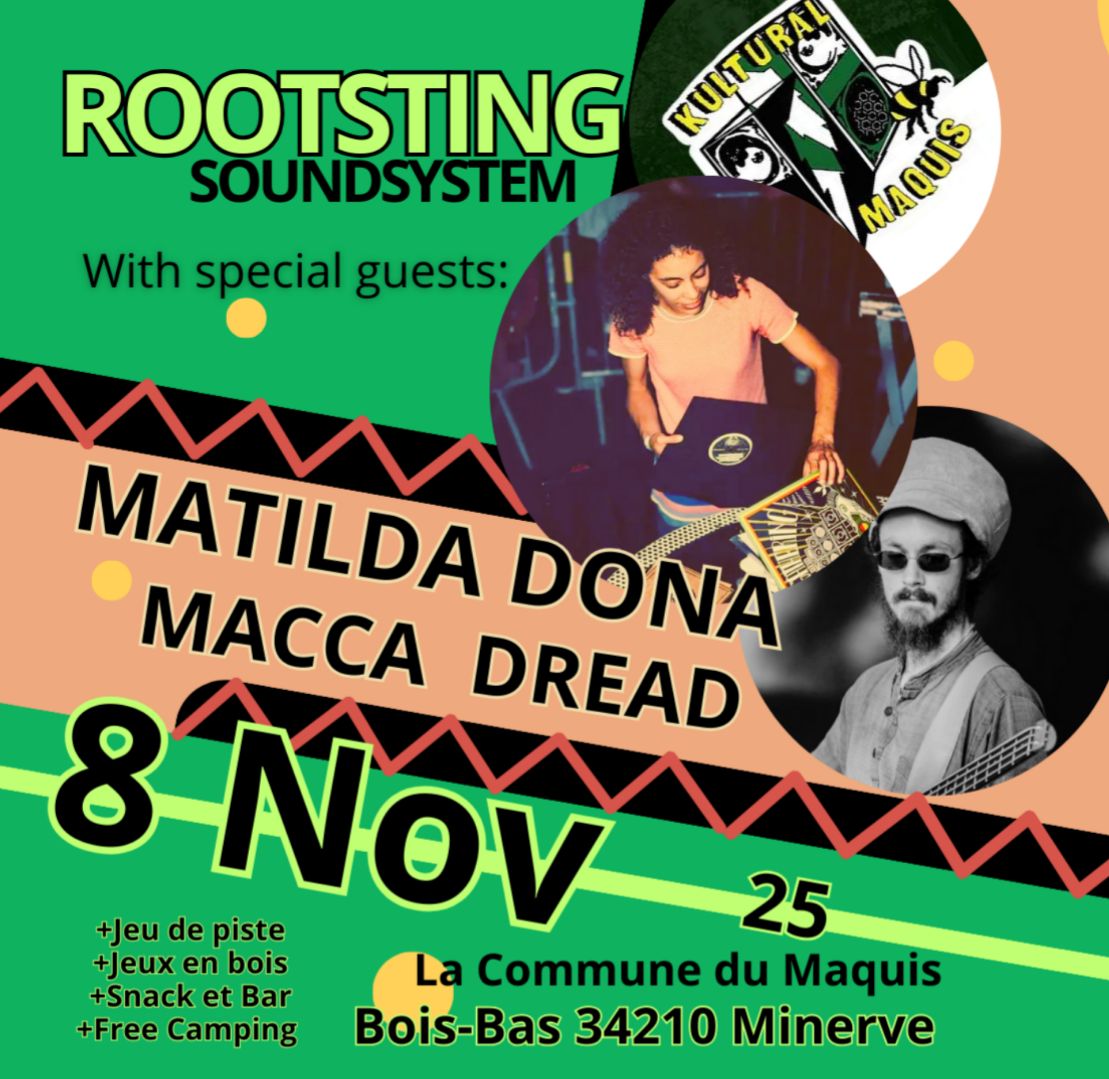 KULTURAL
MAQUIS
ROOTSTING
SOUNDSYSTEM
With special guests:
MATILDA DONA
MACCA DREAD
8 Nov
25
+Jeu de piste
+Jeux en bois
+Snack et Bar
+Free Camping
La Commune du Maquis
Bois-Bas 34210 Minerve